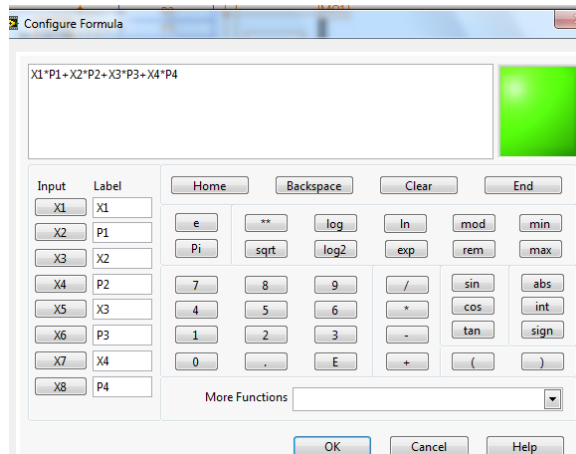 Configure Formula
X1*P1+X2*P2+X3*P3+X4*P4
Input Label Home Backspace Clear End
X1 X1
X2 P1
X3 X2
X4 P2
X5 X3
X6 P3
X7 X4
X8 P4
e ** log ln mod min
Pi sqrt log2 exp rem max
7 8 9 / sin abs
4 5 6 * cos int
1 2 3 - tan sign
0 . E + ( )
More Functions
OK Cancel Help